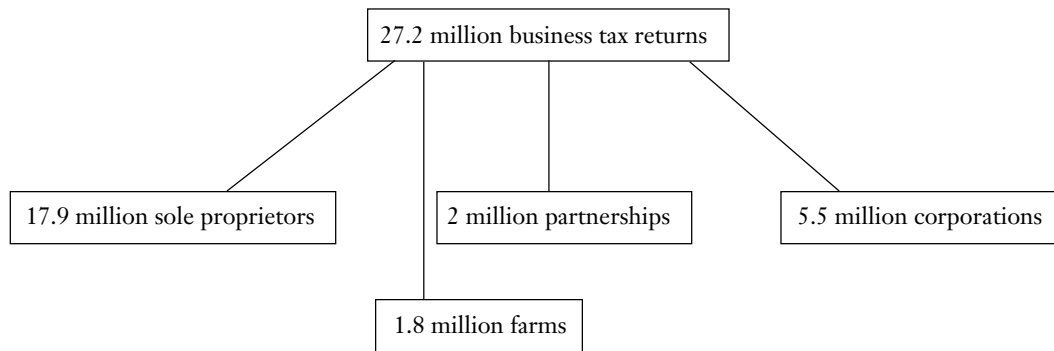 27.2 million business tax returns
17.9 million sole proprietors
2 million partnerships
5.5 million corporations
1.8 million farms